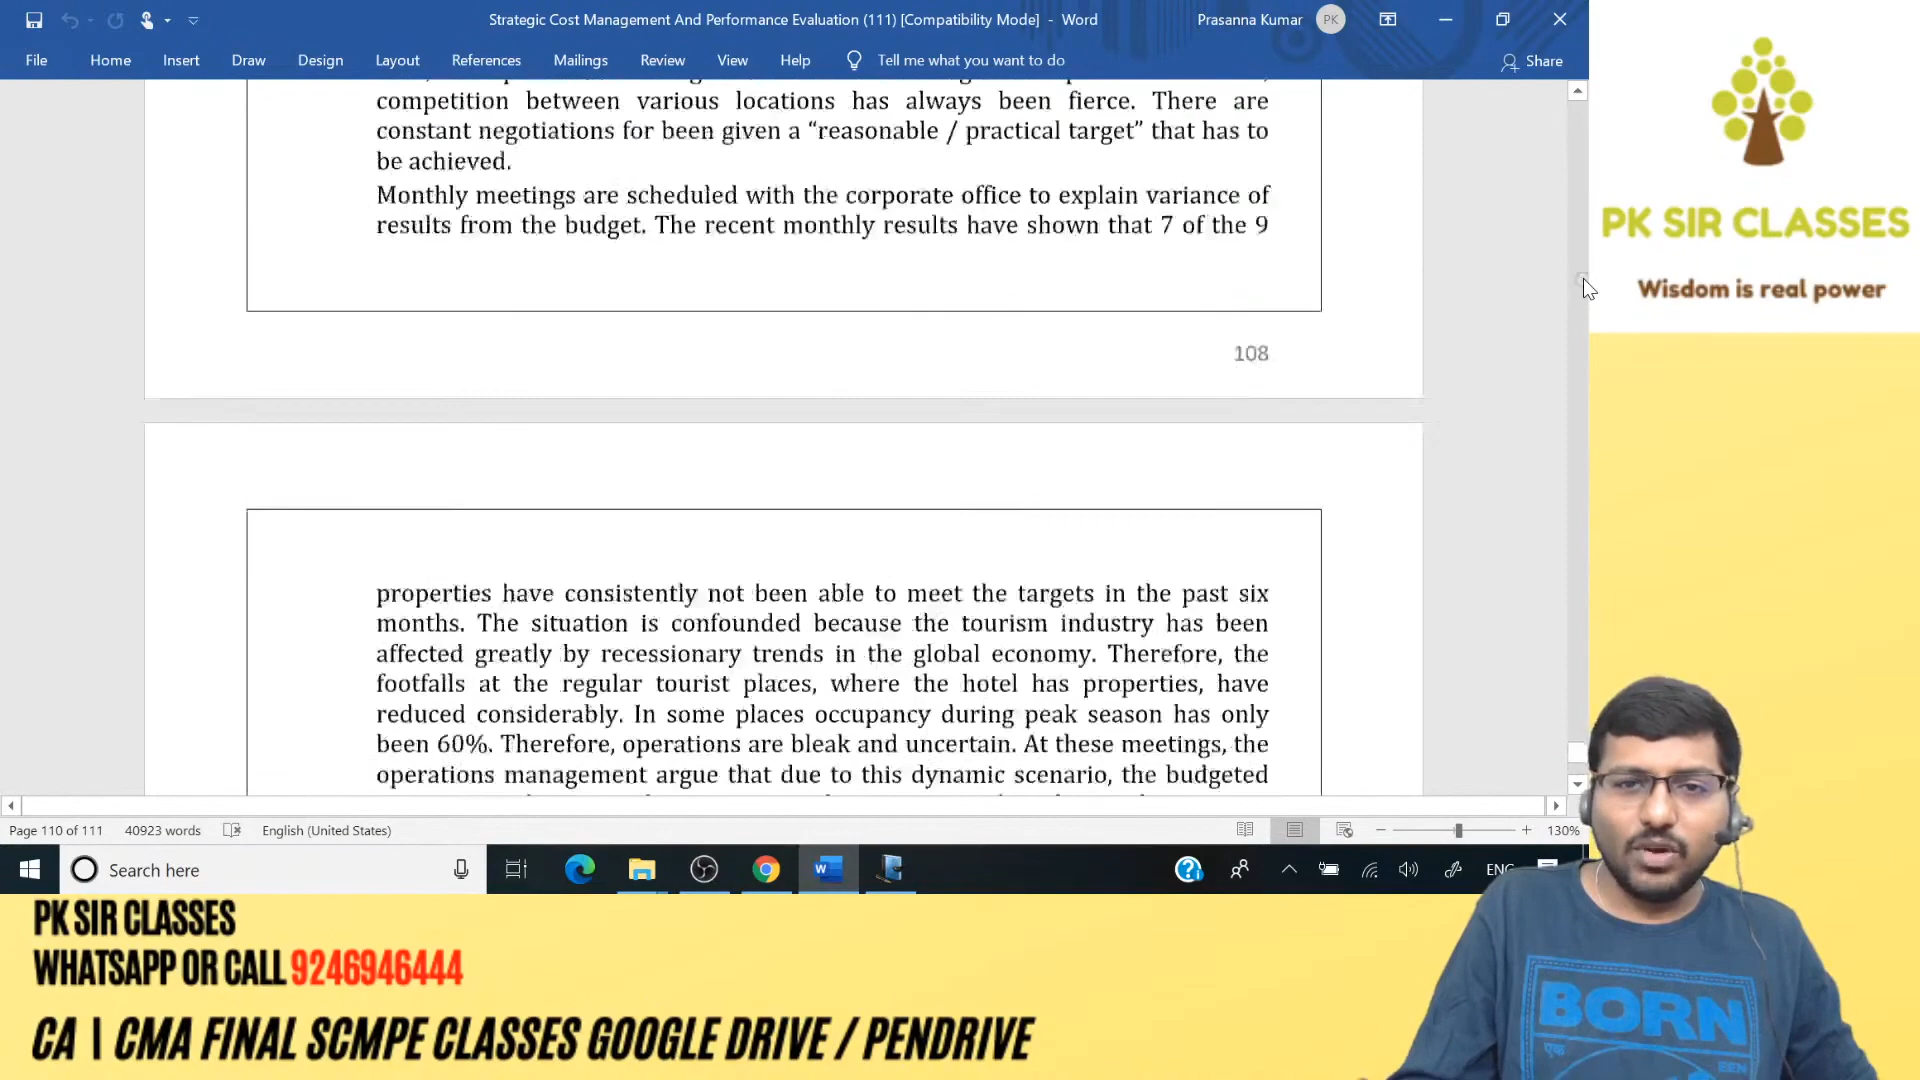 Strategic Cost Management And Performance Evaluation (111) [Compatibility Mode] - Word
Prasanna Kumar
PK
File
Home
Insert
Draw
Design
Layout
References
Mailings
Review
View
Help
Tell me what you want to do
Share
competition between various locations has always been fierce. There are
constant negotiations for been given a “reasonable / practical target” that has to
be achieved.
Monthly meetings are scheduled with the corporate office to explain variance of
results from the budget. The recent monthly results have shown that 7 of the 9
108
properties have consistently not been able to meet the targets in the past six
months. The situation is confounded because the tourism industry has been
affected greatly by recessionary trends in the global economy. Therefore, the
footfalls at the regular tourist places, where the hotel has properties, have
reduced considerably. In some places occupancy during peak season has only
been 60%. Therefore, operations are bleak and uncertain. At these meetings, the
operations management argue that due to this dynamic scenario, the budgeted
Page 110 of 111
40923 words
English (United States)
130%
Search here
ENG
PK SIR CLASSES
Wisdom is real power
PK SIR CLASSES
WHATSAPP OR CALL 9246946444
CA \ CMA FINAL SCMPE CLASSES GOOGLE DRIVE / PENDRIVE
BORN
एक